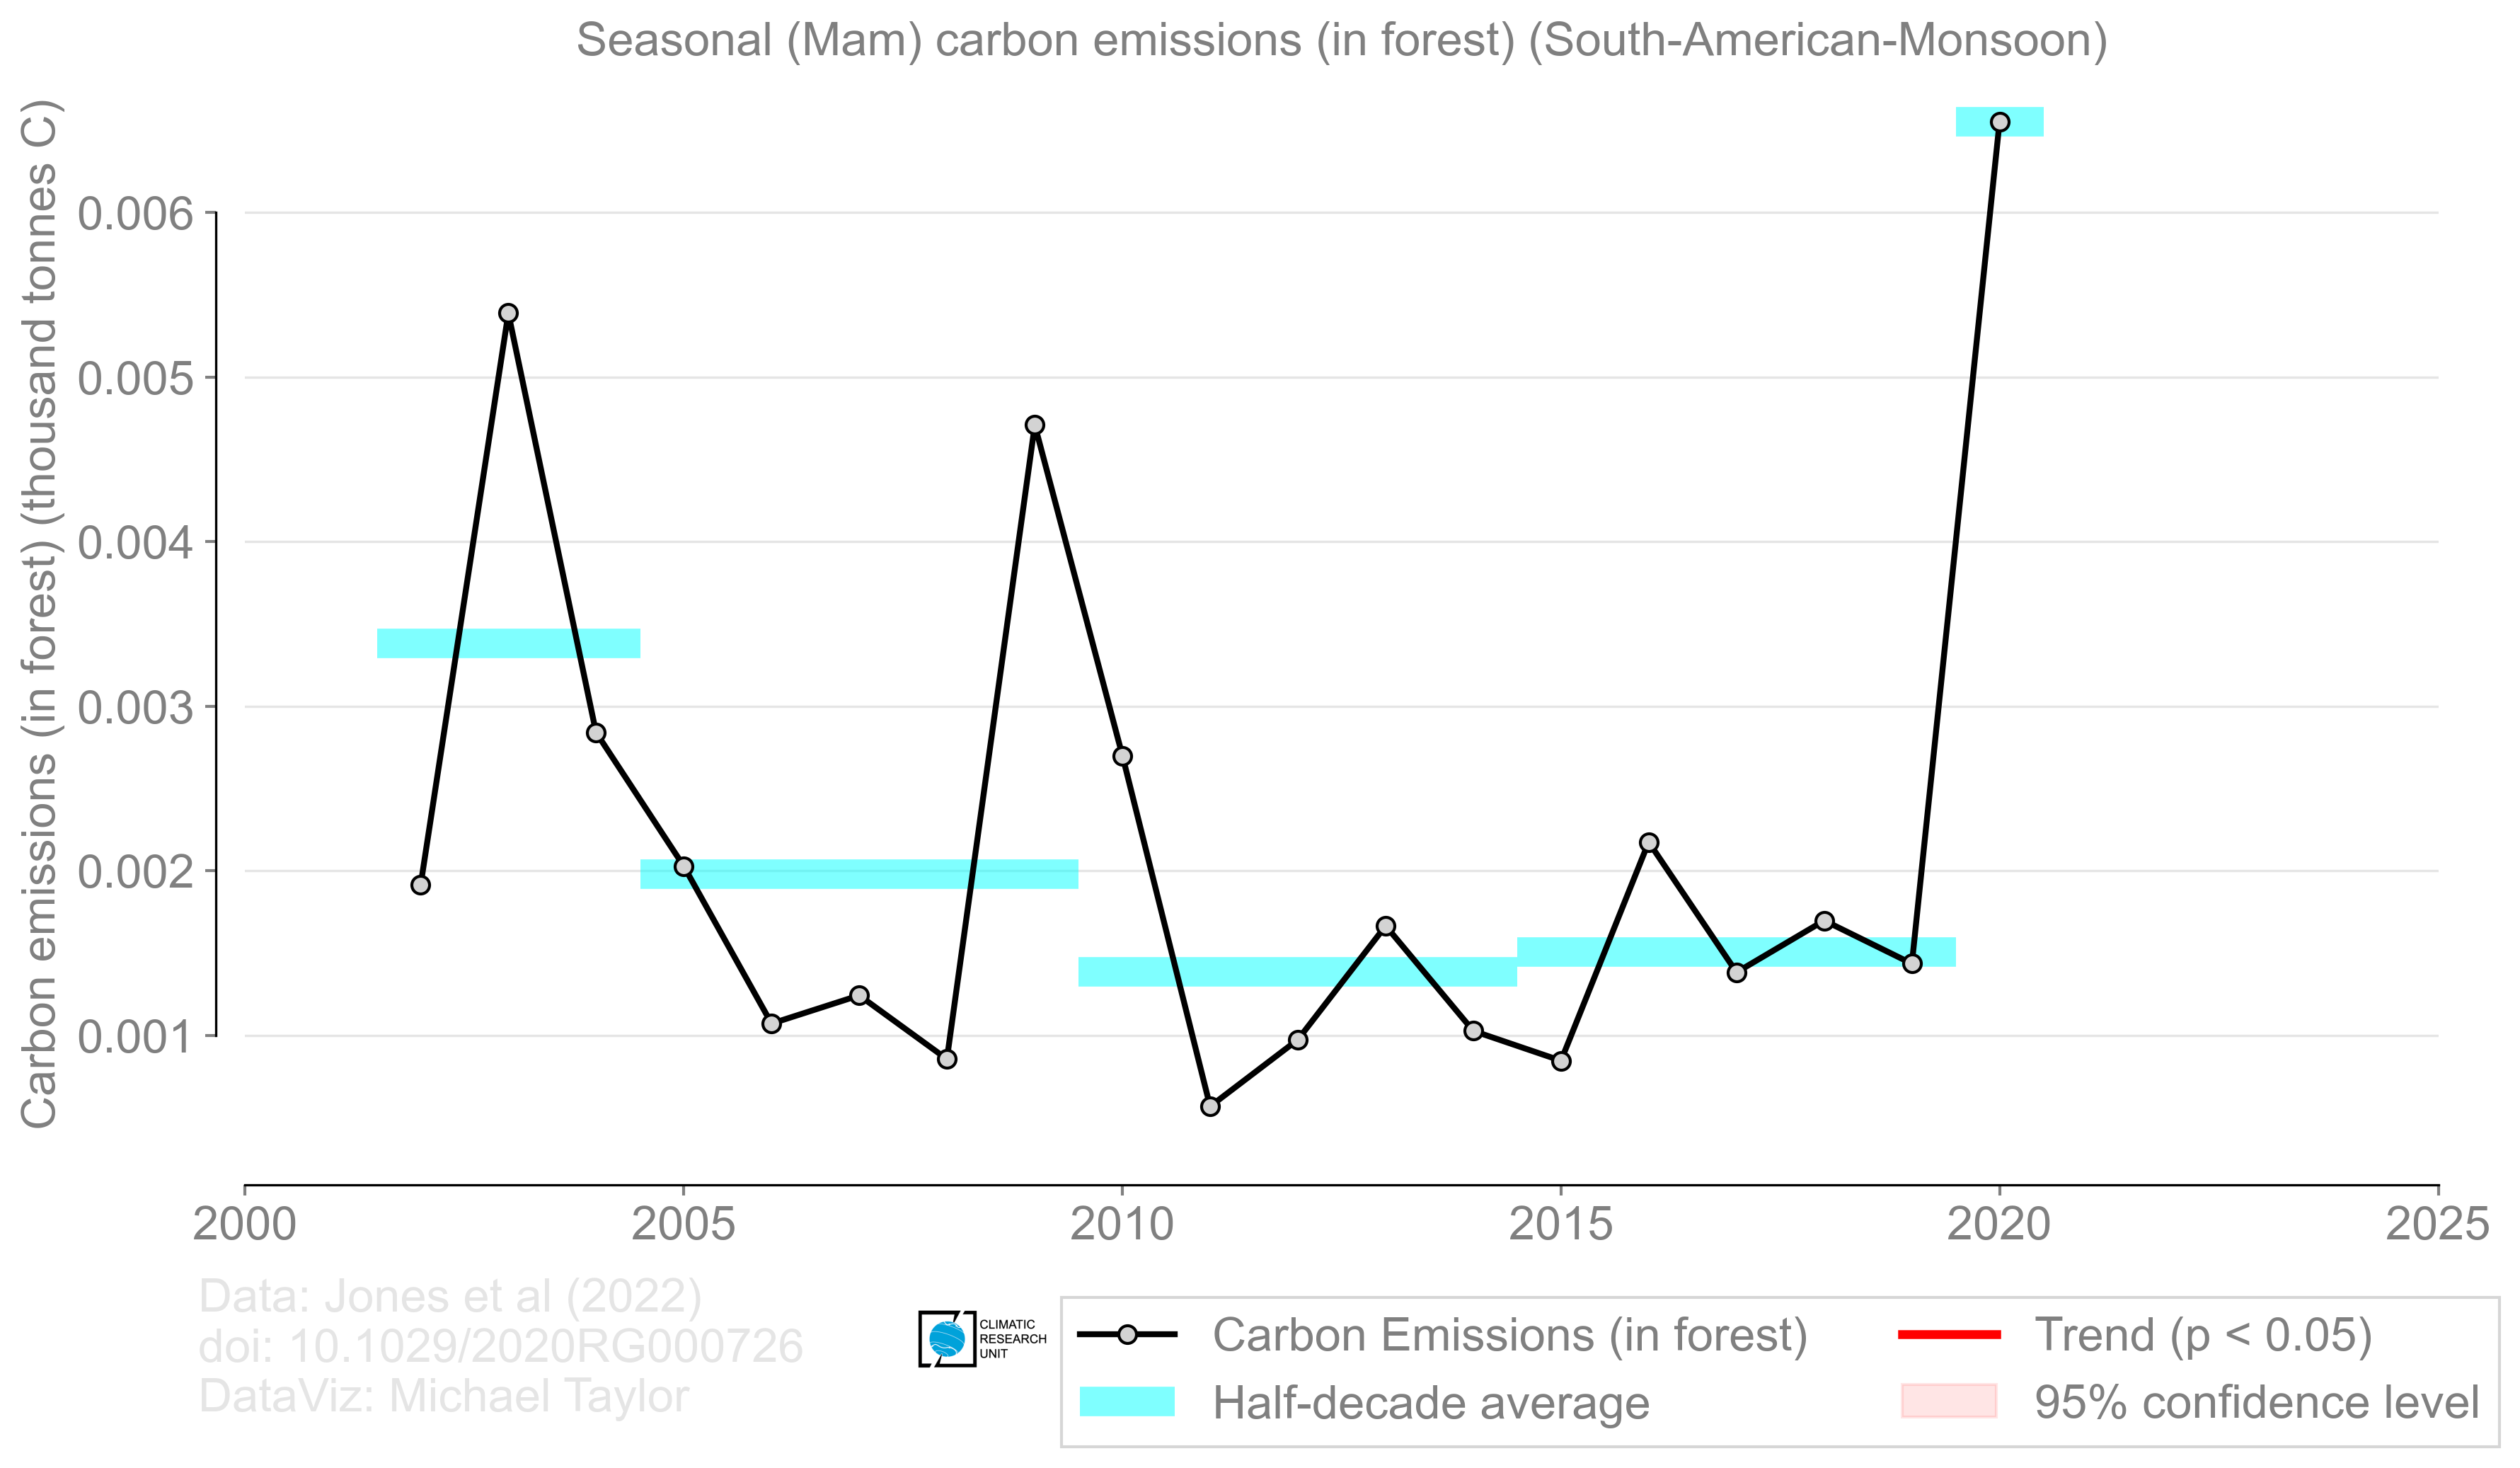 Seasonal (Mam) carbon emissions (in forest) (South-American-Monsoon)
Carbon emissions (in forest) (thousand tonnes C)
0.006
0.005
0.004
0.003
0.002
0.001
2000
2005
2010
2015
2020
2025
Data: Jones et al (2022)
doi: 10.1029/2020RG000726
DataViz: Michael Taylor
CLIMATIC
RESEARCH
UNIT
Carbon Emissions (in forest)
Half-decade average
Trend (p < 0.05)
95% confidence level